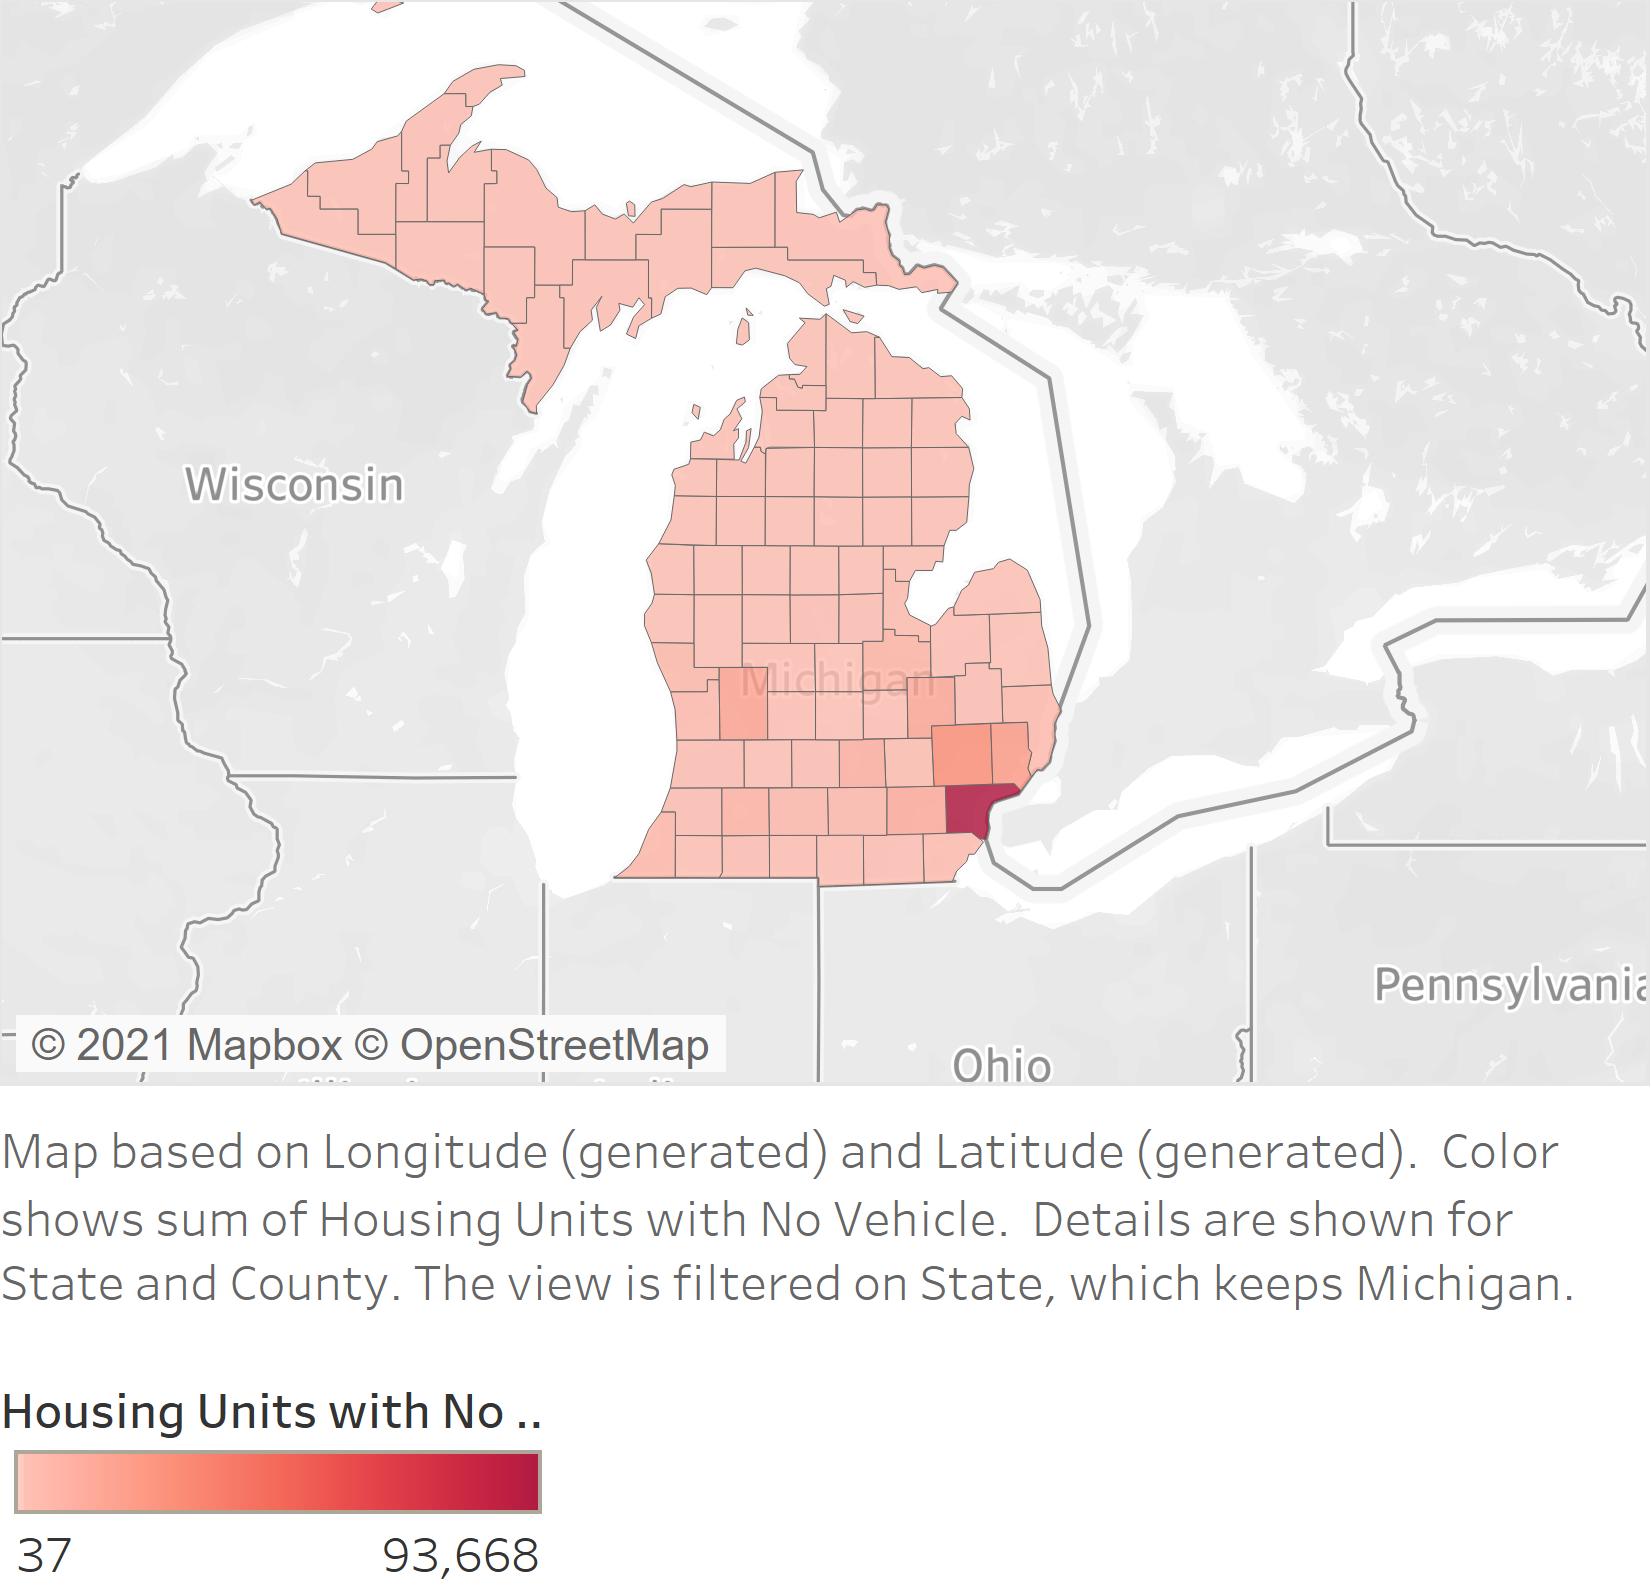 Wisconsin
Michigan
Pennsylvania
© 2021 Mapbox © OpenStreetMap
Ohio
Map based on Longitude (generated) and Latitude (generated).  Color
shows sum of Housing Units with No Vehicle.  Details are shown for
State and County. The view is filtered on State, which keeps Michigan.
Housing Units with No ..
37
93,668